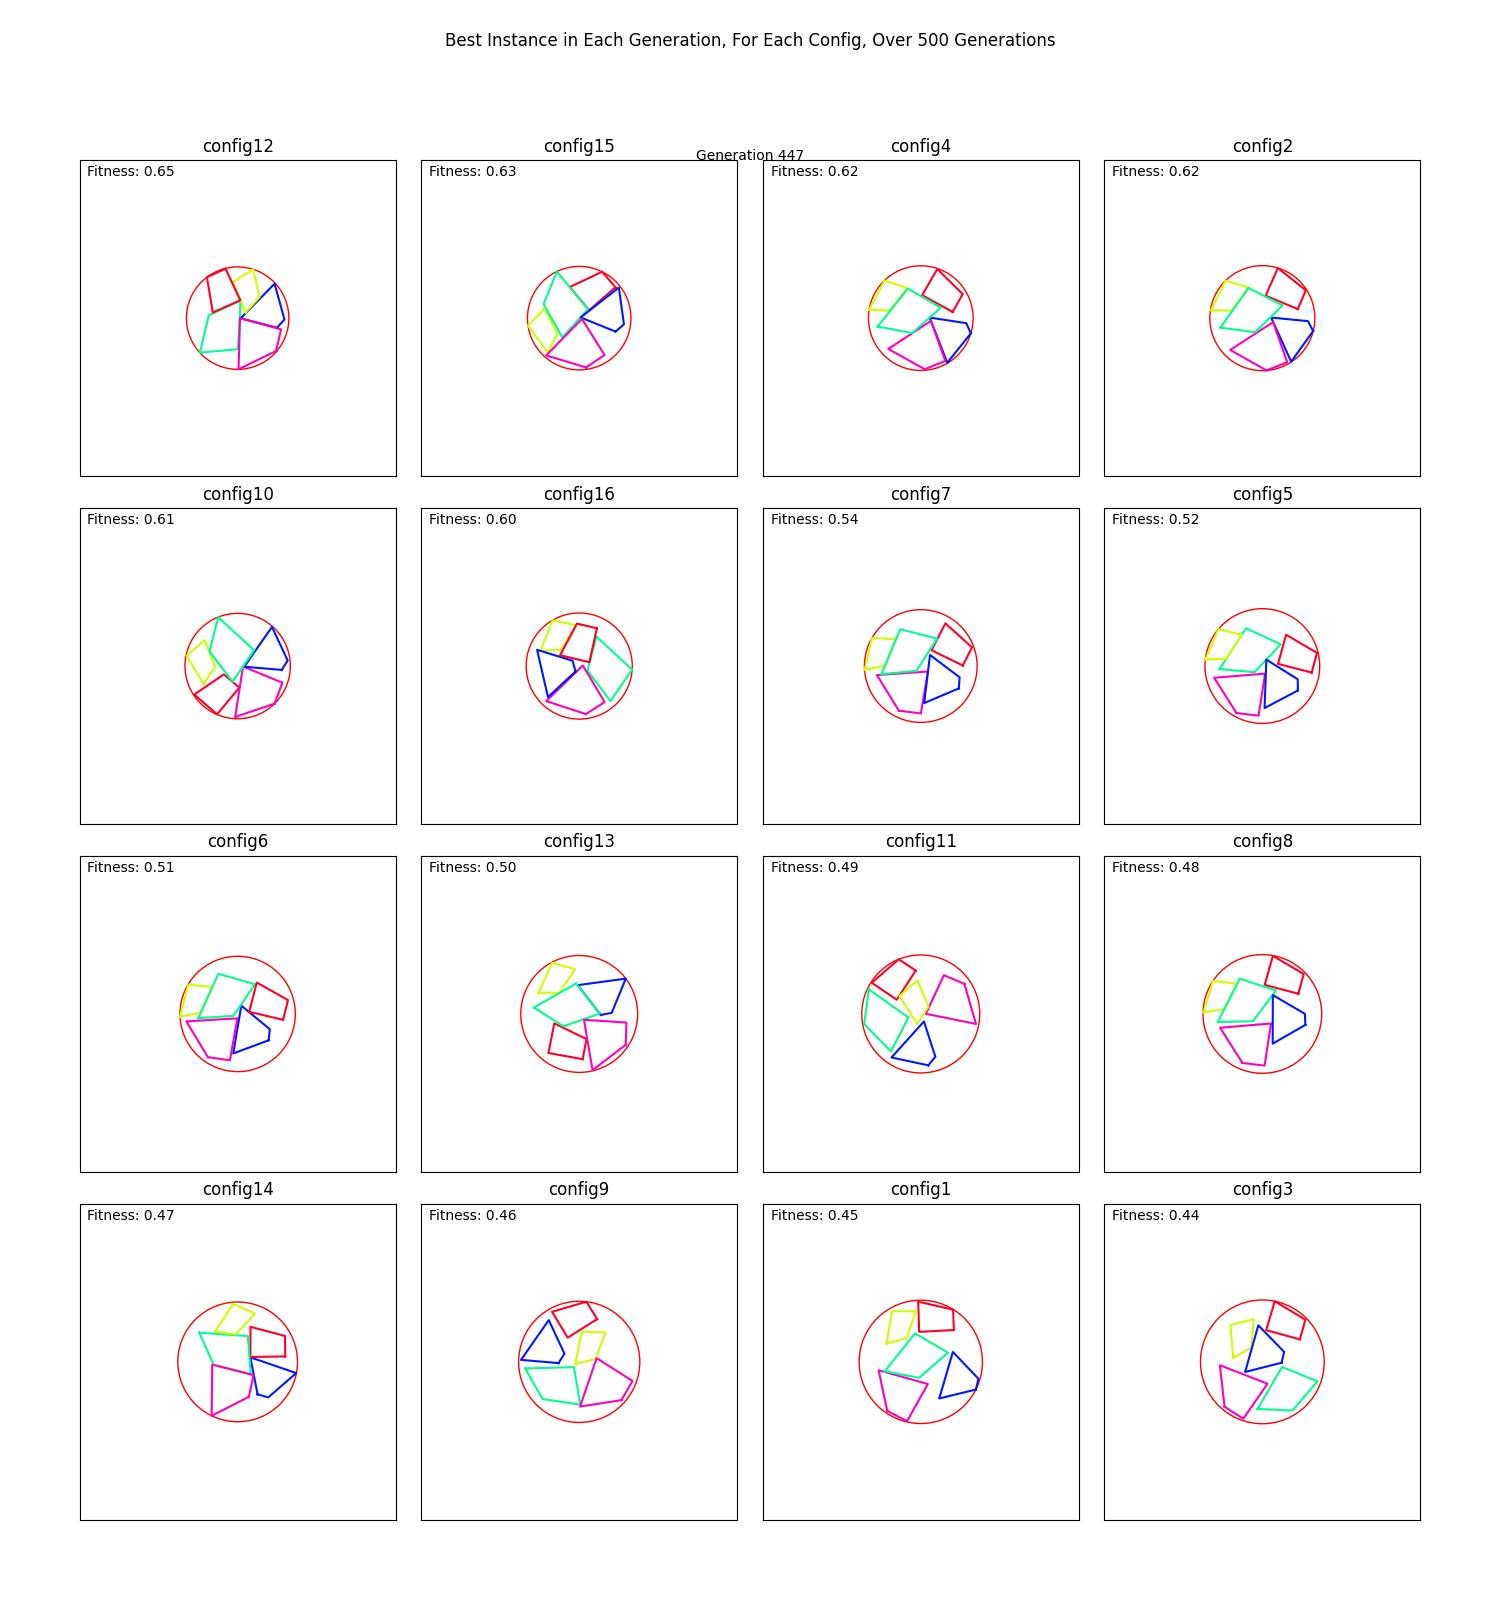 Best Instance in Each Generation, For Each Config, Over 500 Generations
Generation 447
config12
Fitness: 0.65
config15
Fitness: 0.63
config4
Fitness: 0.62
config2
Fitness: 0.62
config10
Fitness: 0.61
config16
Fitness: 0.60
config7
Fitness: 0.54
config5
Fitness: 0.52
config6
Fitness: 0.51
config13
Fitness: 0.50
config11
Fitness: 0.49
config8
Fitness: 0.48
config14
Fitness: 0.47
config9
Fitness: 0.46
config1
Fitness: 0.45
config3
Fitness: 0.44